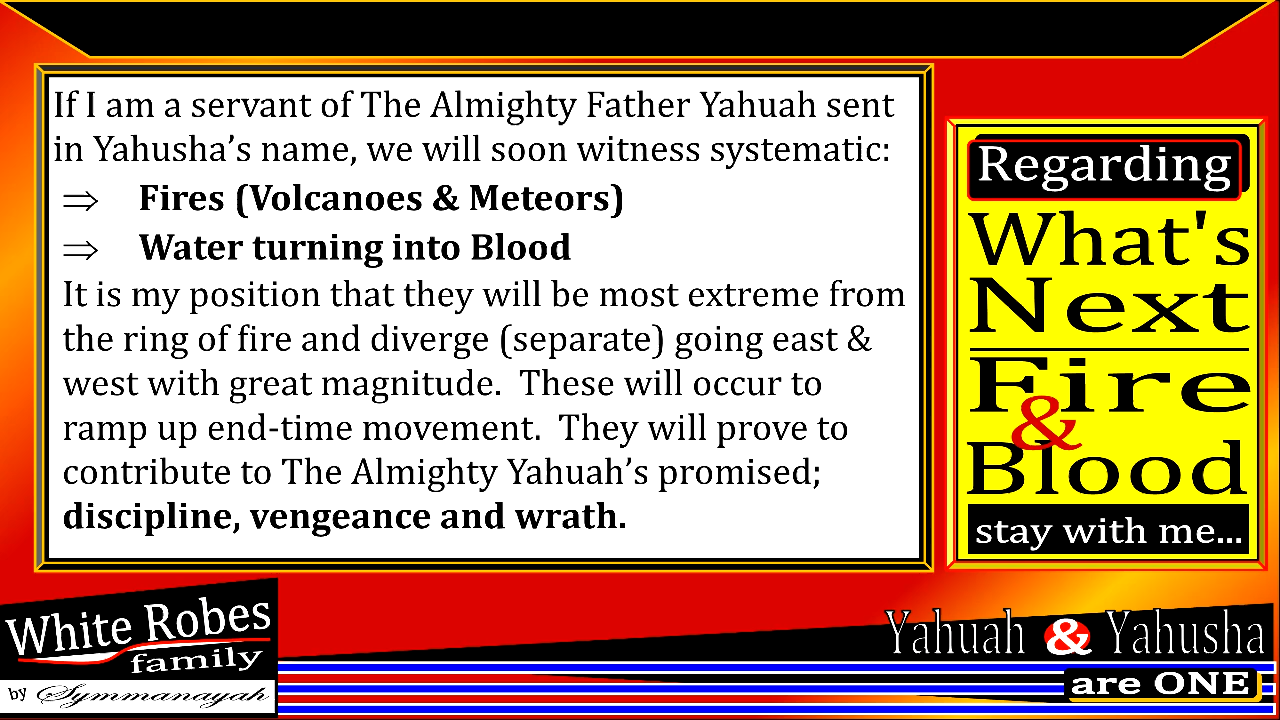 If I am a servant of The Almighty Father Yahuah sent
in Yahusha’s name, we will soon witness systematic:
⇒ Fires (Volcanoes & Meteors)
⇒ Water turning into Blood
It is my position that they will be most extreme from
the ring of fire and diverge (separate) going east &
west with great magnitude.  These will occur to
ramp up end-time movement.  They will prove to
contribute to The Almighty Yahuah’s promised;
discipline, vengeance and wrath.
Regarding
What's
Next
Fire
&
Blood
stay with me...
White Robes
family
by Symmanayah
Yahuah & Yahusha
are ONE